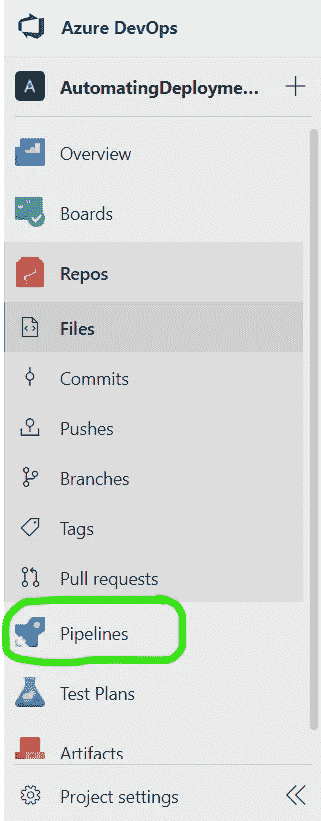 Azure DevOps
A AutomatingDeployme...
Overview
Boards
Repos
Files
Commits
Pushes
Branches
Tags
Pull requests
Pipelines
Test Plans
Artifacts
Project settings